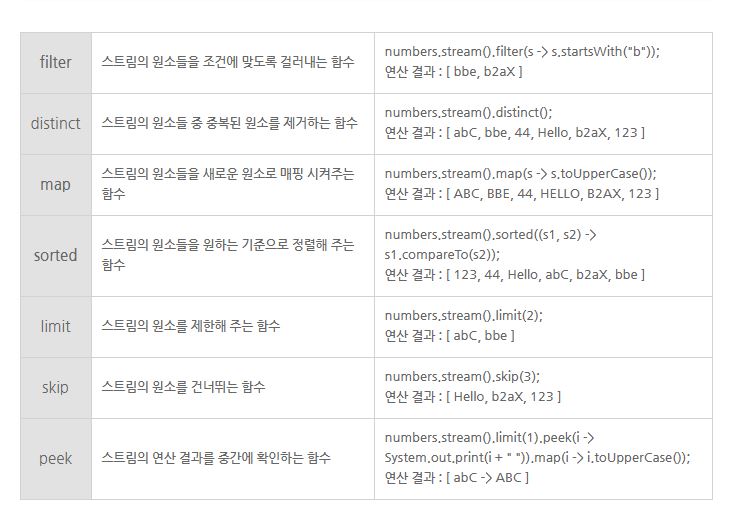 filter
스트림의 원소들을 조건에 맞도록 걸러내는 함수
numbers.stream().filter(s -> s.startsWith("b"));
연산 결과 : [ bbe, b2aX ]
distinct
스트림의 원소들 중 중복된 원소를 제거하는 함수
numbers.stream().distinct();
연산 결과 : [ abC, bbe, 44, Hello, b2aX, 123 ]
map
스트림의 원소들을 새로운 원소로 매핑 시켜주는
함수
numbers.stream().map(s -> s.toUpperCase());
연산 결과 : [ ABC, BBE, 44, HELLO, B2AX, 123 ]
sorted
스트림의 원소들을 원하는 기준으로 정렬해 주는
함수
numbers.stream().sorted((s1, s2) ->
s1.compareTo(s2));
연산 결과 : [ 123, 44, Hello, abC, b2aX, bbe ]
limit
스트림의 원소를 제한해 주는 함수
numbers.stream().limit(2);
연산 결과 : [ abC, bbe ]
skip
스트림의 원소를 건너뛰는 함수
numbers.stream().skip(3);
연산 결과 : [ Hello, b2aX, 123 ]
peek
스트림의 연산 결과를 중간에 확인하는 함수
numbers.stream().limit(1).peek(i ->
System.out.print(i + " ")).map(i -> i.toUpperCase());
연산 결과 : [ abC -> ABC ]